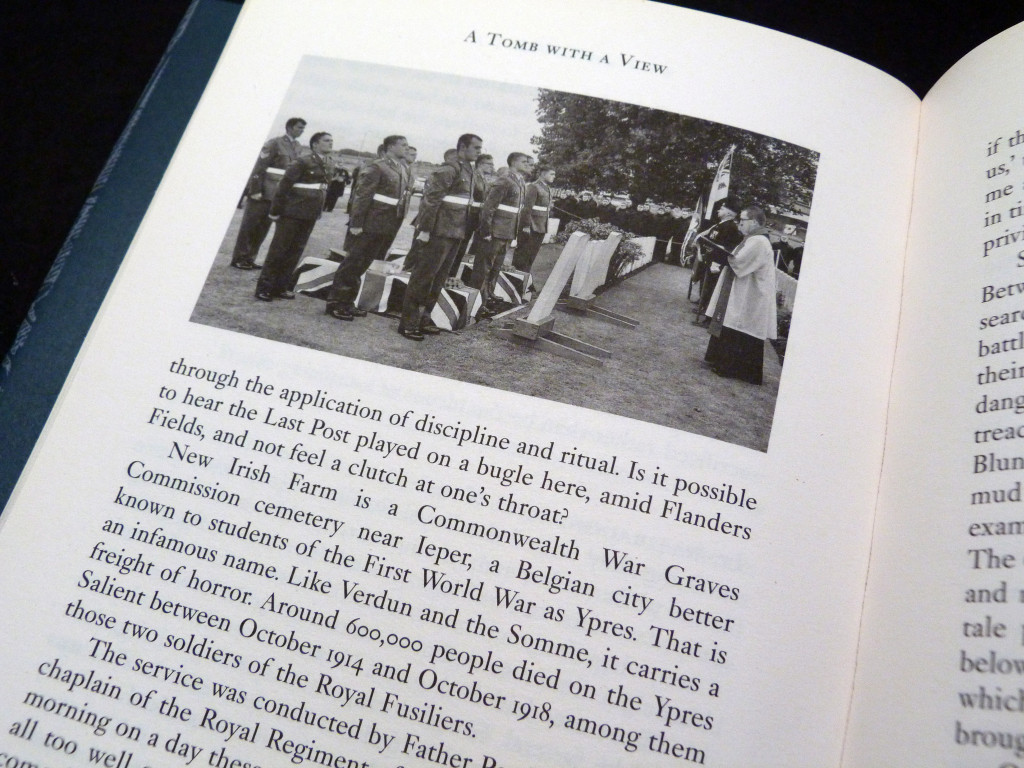 A TOMB WITH A VIEW
through the application of discipline and ritual. Is it possible
to hear the Last Post played on a bugle here, amid Flanders
Fields, and not feel a clutch at one's throat?
New Irish Farm is a Commonwealth War Graves
Commission cemetery near Ieper, a Belgian city better
known to students of the First World War as Ypres. That is
an infamous name. Like Verdun and the Somme, it carries a
freight of horror. Around 600,000 people died on the Ypres
Salient between October 1914 and October 1918, among them
those two soldiers of the Royal Fusiliers.
The service was conducted by Father
chaplain of the Royal Regiment
morning on a day these
all too well
if
us,'
me
in
Betw
sear
battl
their
dang
treac
Blun
mud
exam
The
and
tale
below
which
broug